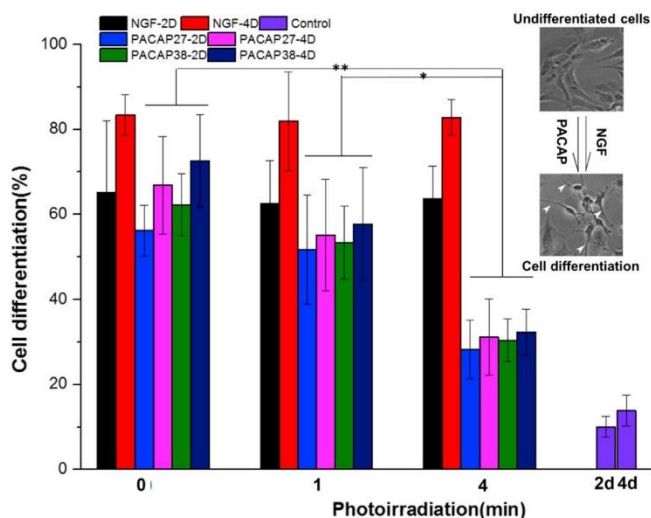 NGF-2D NGF-4D Control
PACAP27-2D PACAP27-4D
PACAP38-2D PACAP38-4D
Undifferentiated cells
PACAP
NGF
Cell differentiation
**
*
Cell differentiation(%)
100
80
60
40
20
0
0 1 4 2d 4d
Photoirradiation(min)